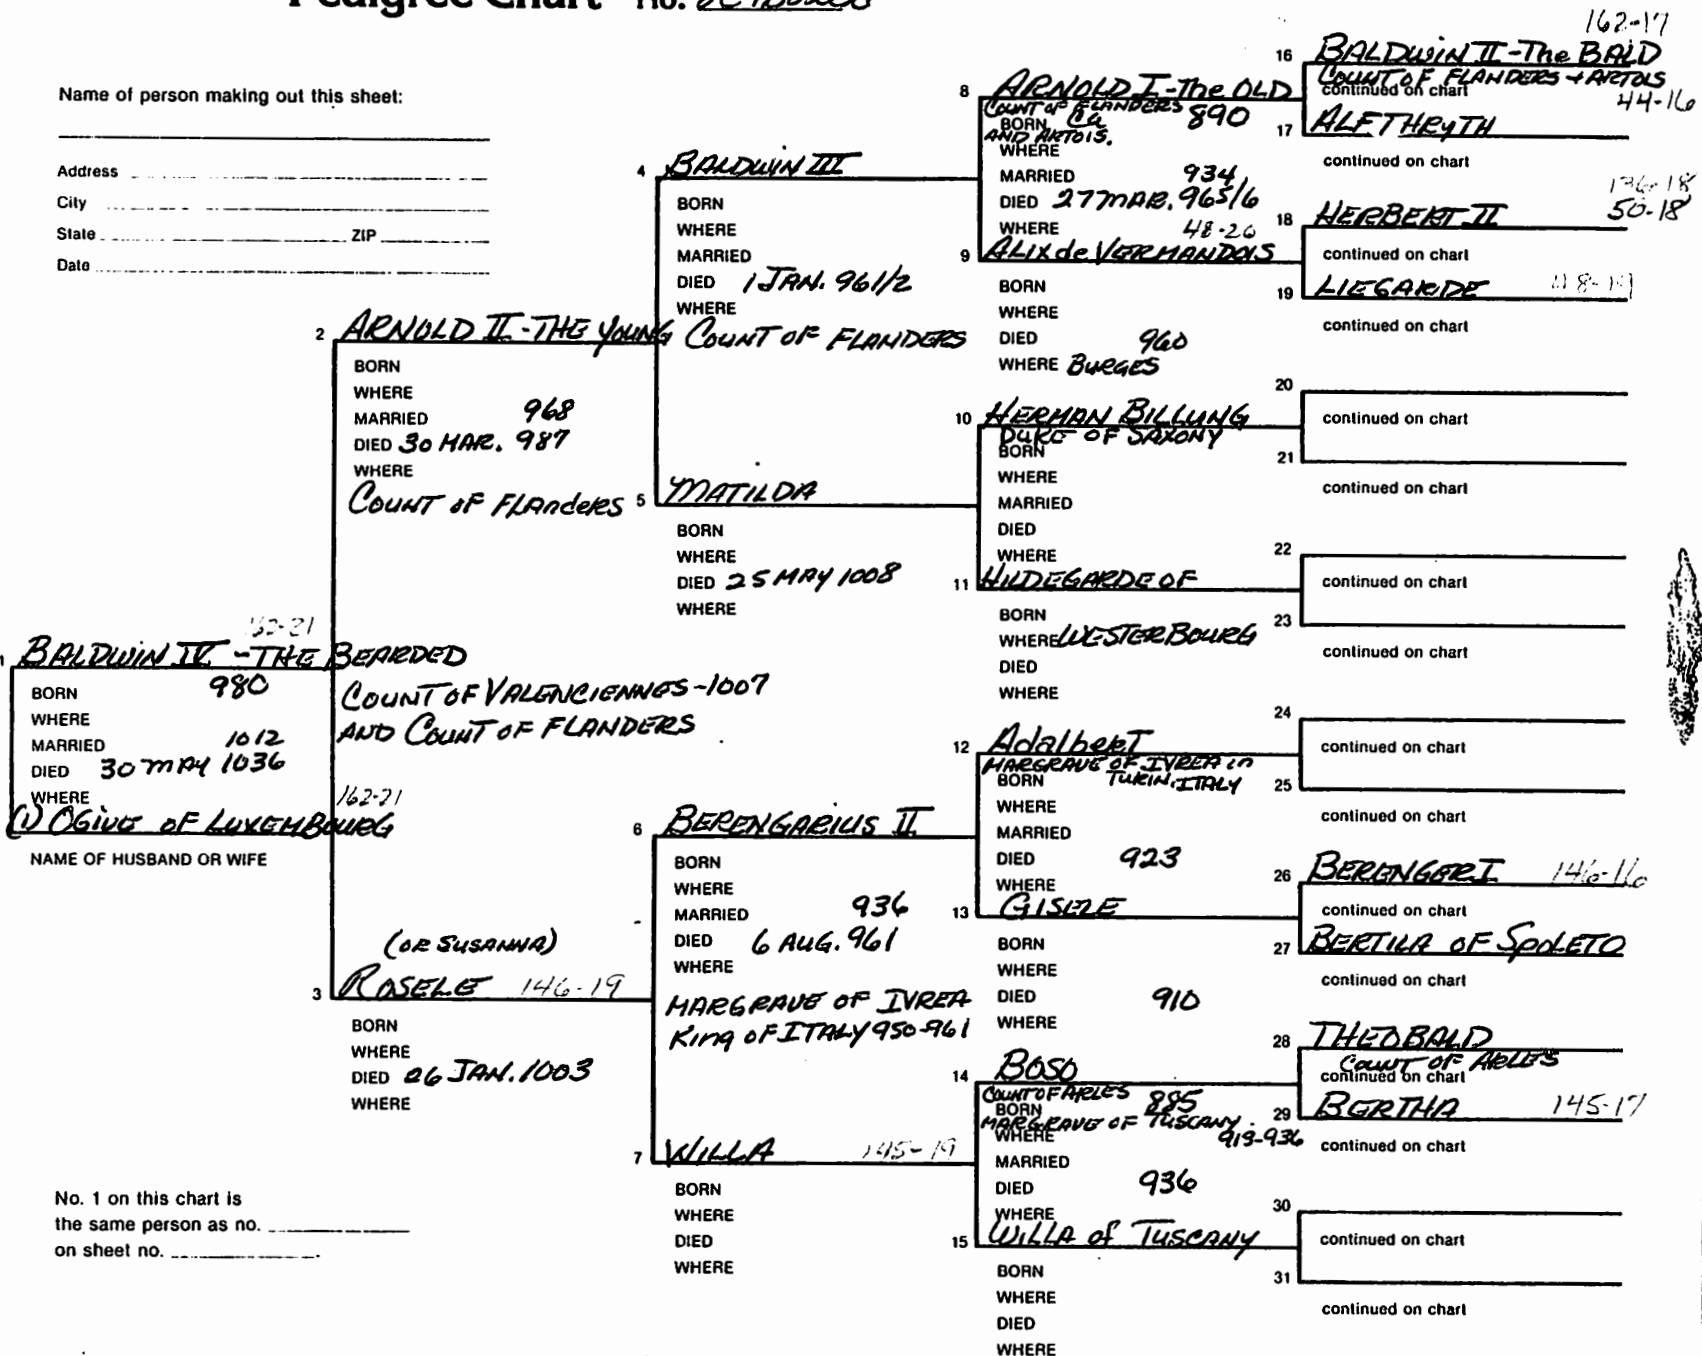 Pedigree Chart No.
Name of person making out this sheet:
Address
City
State ZIP
Date
1 BALDWIN IV - THE BEARDED
162-21
BORN 980
WHERE
MARRIED 1012
DIED 30 MAY 1036
WHERE
COUNT OF VALENCIENNES - 1007
AND COUNT OF FLANDERS
162-21
(1) OGIVE OF LUXEMBOURG
NAME OF HUSBAND OR WIFE
2 ARNOLD II - THE YOUNG
BORN
WHERE
MARRIED 968
DIED 30 MAR. 987
WHERE
COUNT OF FLANDERS
(OR SUSANNA)
3 ROSELE 146-19
BORN
WHERE
DIED 26 JAN. 1003
WHERE
4 BALDWIN III
BORN
WHERE
MARRIED
DIED 1 JAN. 961/2
WHERE
COUNT OF FLANDERS
5 MATILDA
BORN
WHERE
DIED 25 MAY 1008
WHERE
6 BERENGARIUS II
BORN
WHERE
MARRIED 936
DIED 6 AUG. 961
WHERE
MARGRAVE OF IVREA
King OF ITALY 950-961
7 WILLA 145-19
BORN
WHERE
DIED
WHERE
8 ARNOLD I - The OLD
COUNT OF FLANDERS
BORN Ca 890
AND ARTOIS.
WHERE
MARRIED 934
DIED 27 MAR. 965/6
WHERE 48-20
9 ALIX de VERMANDOIS
BORN
WHERE
DIED 960
WHERE BURGES
10 HERMAN BILLUNG
DUKE OF SAXONY
BORN
WHERE
MARRIED
DIED
WHERE
11 HILDEGARDE OF
BORN
WHERE WESTERBOURG
DIED
WHERE
12 Adalbert
MARGRAVE OF IVREA in
BORN TURIN, ITALY
WHERE
MARRIED
DIED 923
WHERE
13 GISELE
BORN
WHERE
DIED 910
WHERE
14 BOSO
COUNT OF ARLES 885
BORN
MARGRAVE OF TUSCANY.
WHERE 913-936
MARRIED
DIED 936
WHERE
15 WILLA of TUSCANY
BORN
WHERE
DIED
WHERE
162-17
16 BALDWIN II - The BALD
COUNT OF FLANDERS + ARTOIS
continued on chart 44-16
17 ALFTHRYTH
continued on chart
136-18
50-18
18 HERBERT II
continued on chart
19 LIEGARDE
continued on chart
20
continued on chart
21
continued on chart
22
continued on chart
23
continued on chart
24
continued on chart
25
continued on chart
26 BERENGER I 146-16
continued on chart
27 BERTILA OF SPOLETO
continued on chart
28 THEOBALD
COUNT OF ARLES
continued on chart
29 BERTHA 145-17
continued on chart
30
continued on chart
31
continued on chart
No. 1 on this chart is
the same person as no.
on sheet no.